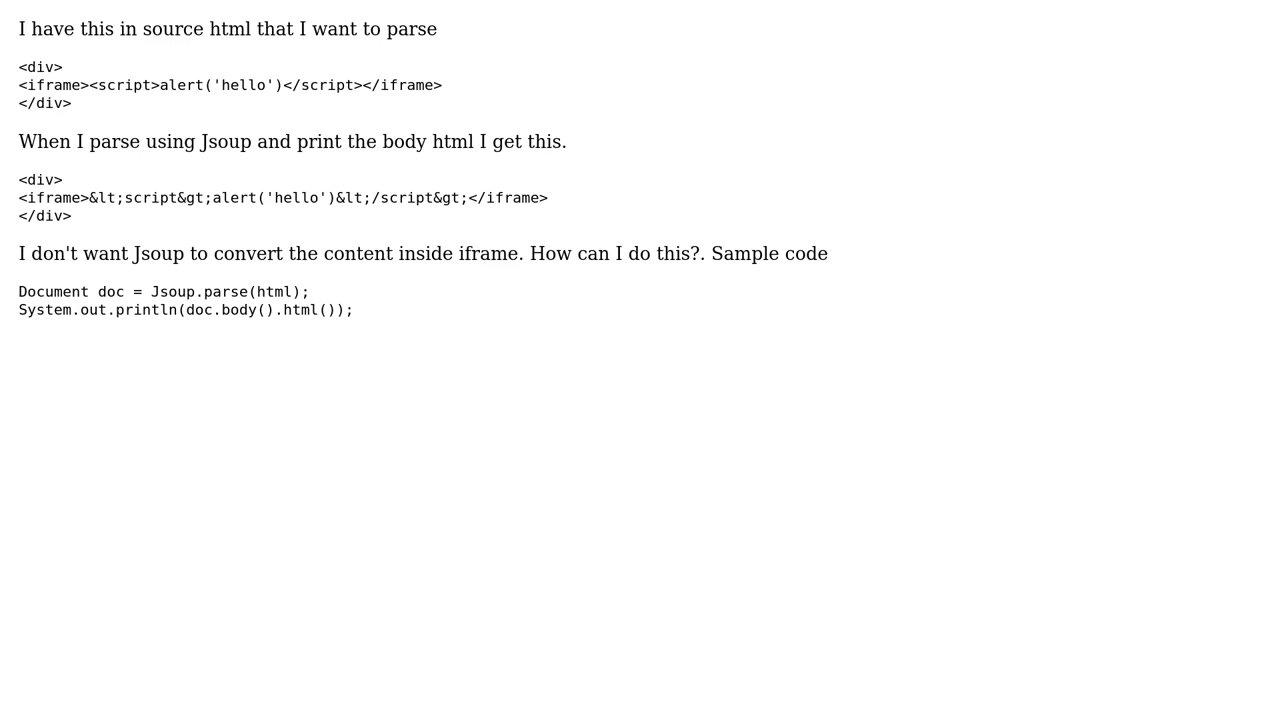 I have this in source html that I want to parse
<div>
<iframe><script>alert('hello')</script></iframe>
</div>
When I parse using Jsoup and print the body html I get this.
<div>
<iframe>&lt;script&gt;alert('hello')&lt;/script&gt;</iframe>
</div>
I don't want Jsoup to convert the content inside iframe. How can I do this?. Sample code
Document doc = Jsoup.parse(html);
System.out.println(doc.body().html());